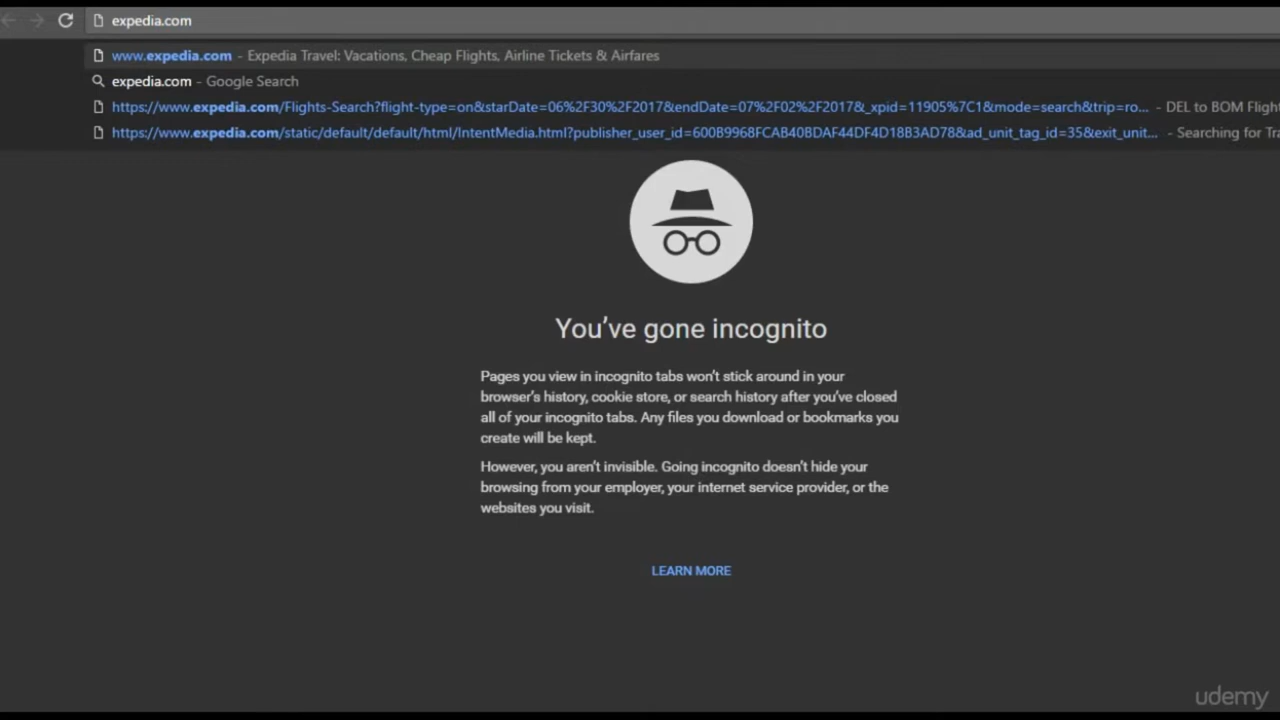 expedia.com
www.expedia.com - Expedia Travel: Vacations, Cheap Flights, Airline Tickets & Airfares
expedia.com - Google Search
https://www.expedia.com/Flights-Search?flight-type=on&starDate=06%2F30%2F2017&endDate=07%2F02%2F2017&_xpid=11905%7C1&mode=search&trip=ro... - DEL to BOM Flight
https://www.expedia.com/static/default/default/html/IntentMedia.html?publisher_user_id=600B9968FCAB40BDAF44DF4D18B3AD78&ad_unit_tag_id=35&exit_unit... - Searching for Tra
You've gone incognito
Pages you view in incognito tabs won't stick around in your
browser's history, cookie store, or search history after you've closed
all of your incognito tabs. Any files you download or bookmarks you
create will be kept.
However, you aren't invisible. Going incognito doesn't hide your
browsing from your employer, your internet service provider, or the
websites you visit.
LEARN MORE
udemy